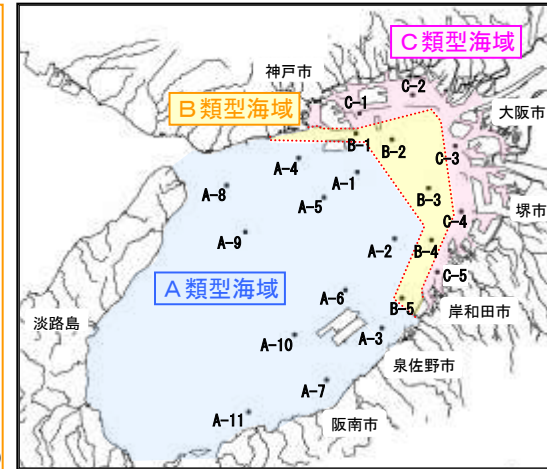 C類型海域
神戸市
C-2
B類型海域
C-1
大阪市
B-1
B-2
C-3
A-4
A-1
A-8
A-5
B-3
堺市
C-4
A-9
A-2
B-4
C-5
A類型海域
A-6
B-5
岸和田市
淡路島
A-3
A-10
泉佐野市
A-7
A-11
阪南市